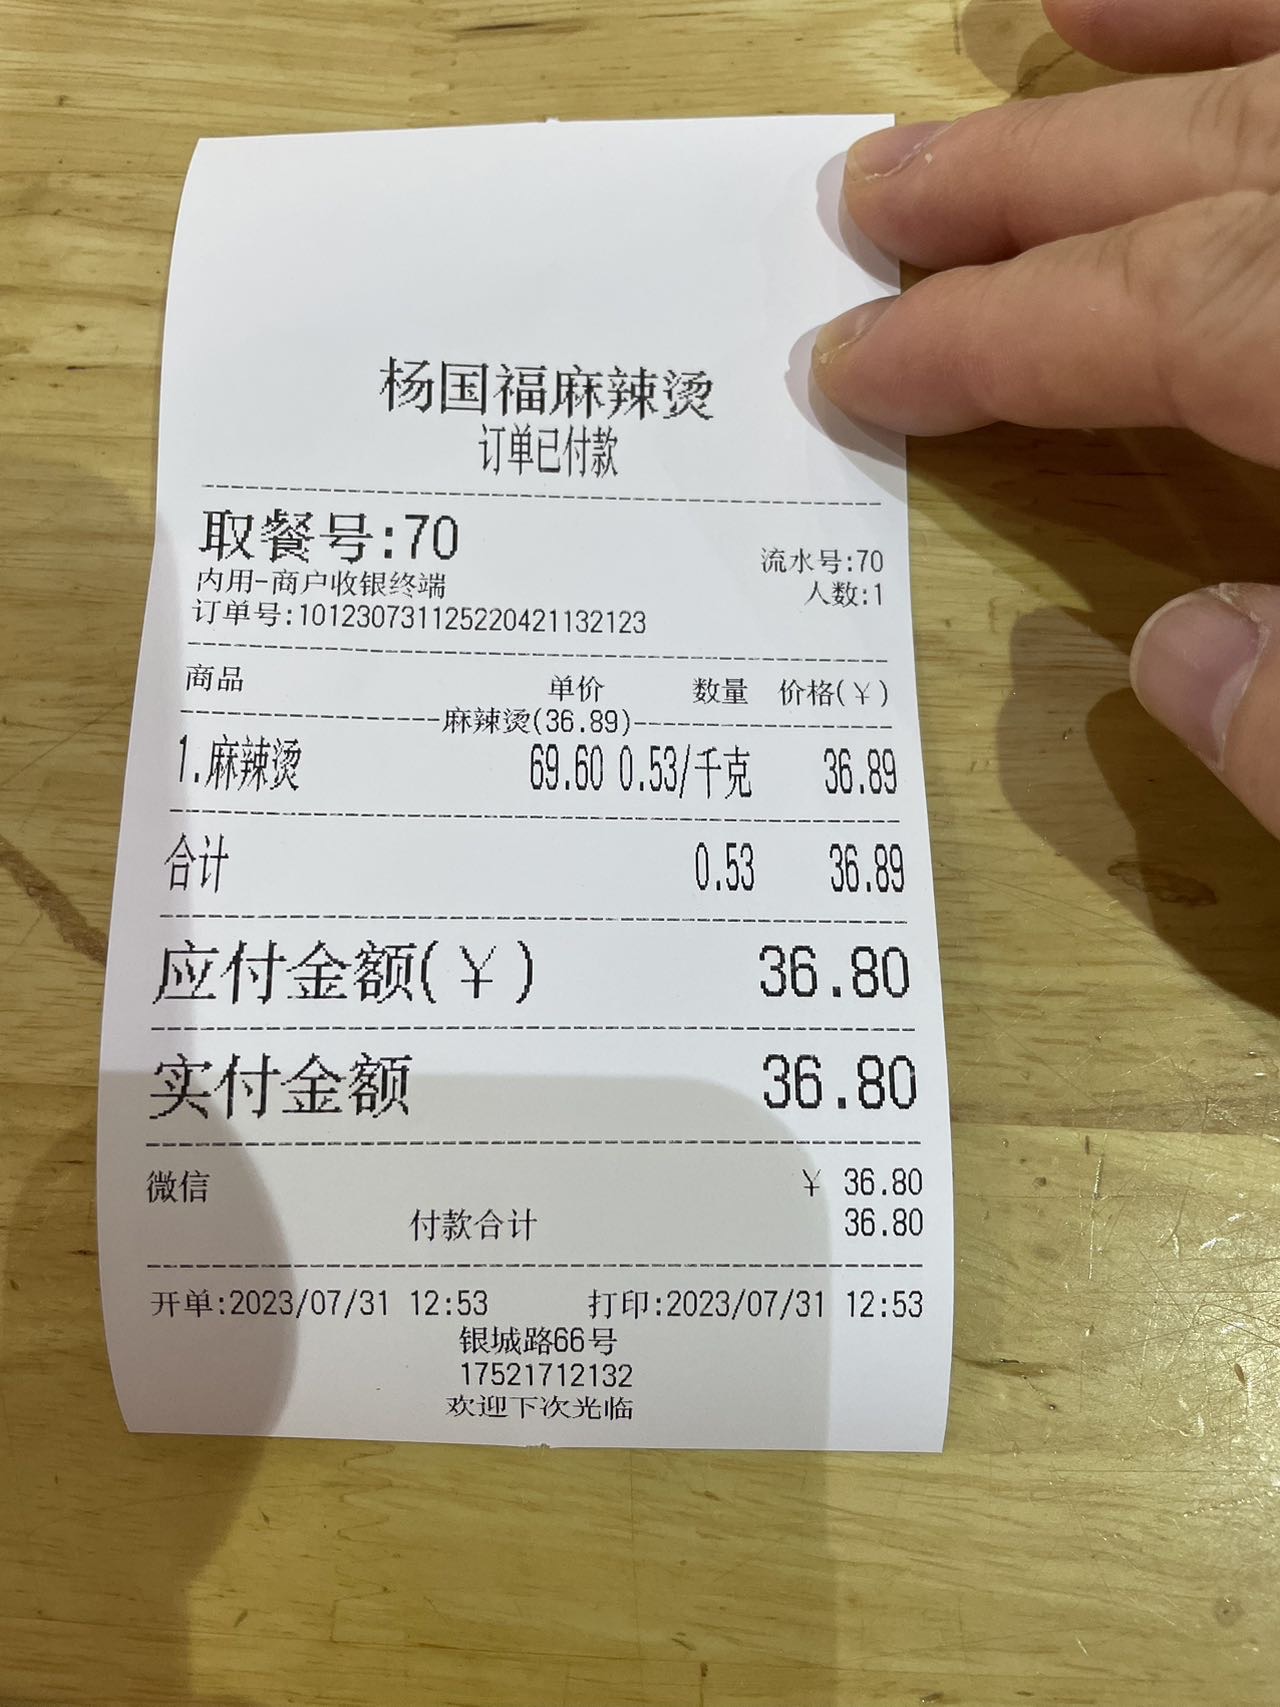 杨国福麻辣烫
订单已付款
取餐号:70
流水号:70
内用-商户收银终端
人数:1
订单号:101230731125220421132123
商品 单价 数量 价格(¥)
麻辣烫(36.89)
1.麻辣烫 69.60 0.53/千克 36.89
合计 0.53 36.89
应付金额(¥) 36.80
实付金额 36.80
微信 ¥ 36.80
付款合计 36.80
开单:2023/07/31 12:53 打印:2023/07/31 12:53
银城路66号
17521712132
欢迎下次光临